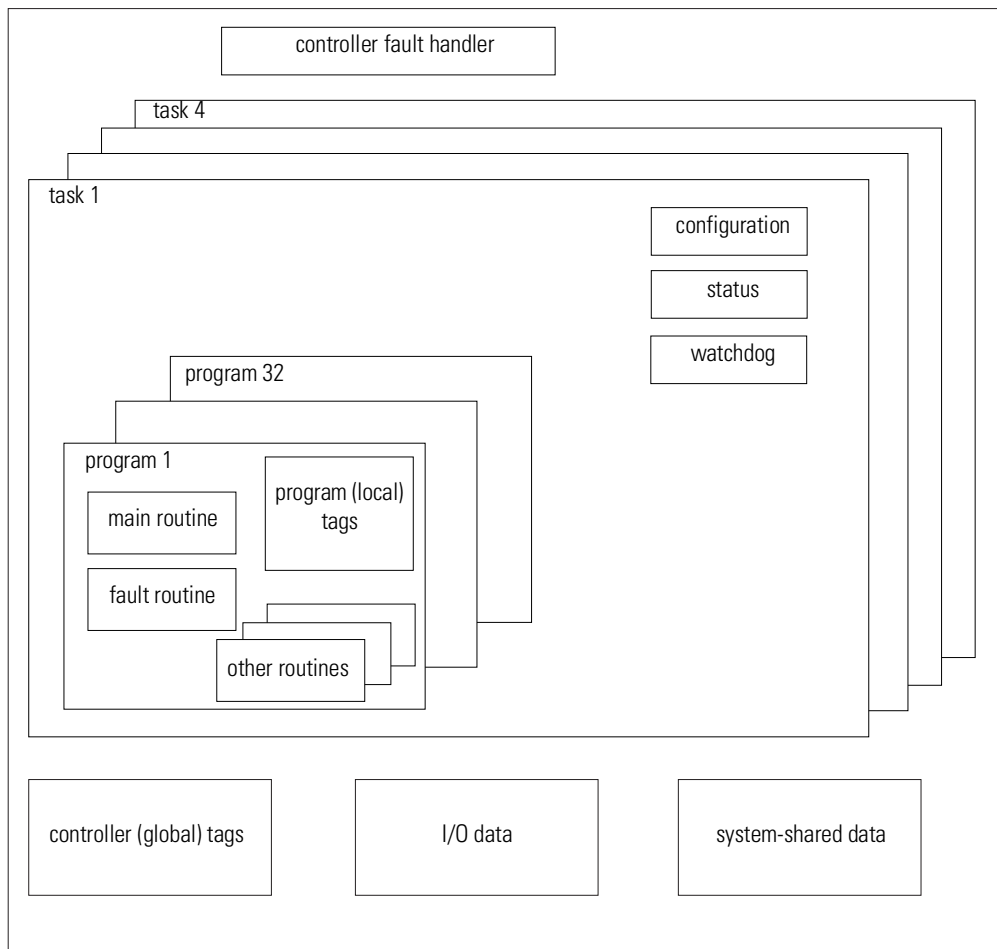 controller fault handler
task 4
task 1
configuration
status
watchdog
program 32
program 1
program (local)
tags
main routine
fault routine
other routines
controller (global) tags
I/O data
system-shared data